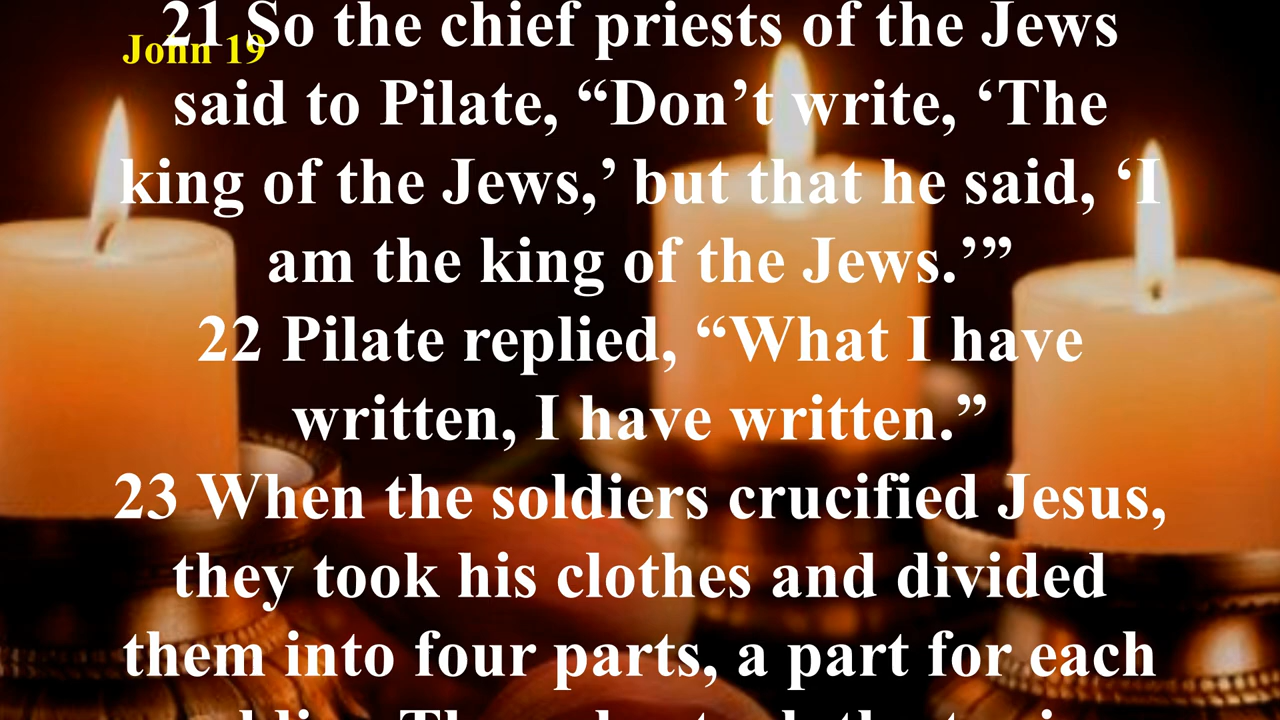 John 19
21 So the chief priests of the Jews
said to Pilate, “Don’t write, ‘The
king of the Jews,’ but that he said, ‘I
am the king of the Jews.’”
22 Pilate replied, “What I have
written, I have written.”
23 When the soldiers crucified Jesus,
they took his clothes and divided
them into four parts, a part for each